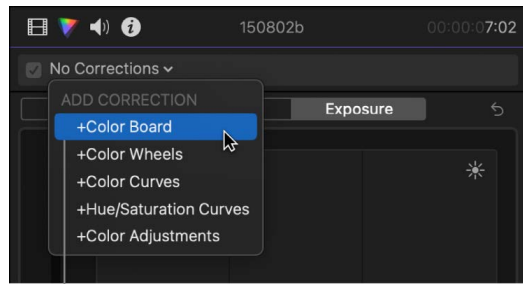 150802b 00:00:07:02
No Corrections
ADD CORRECTION
+Color Board
Exposure
+Color Wheels
+Color Curves
+Hue/Saturation Curves
+Color Adjustments